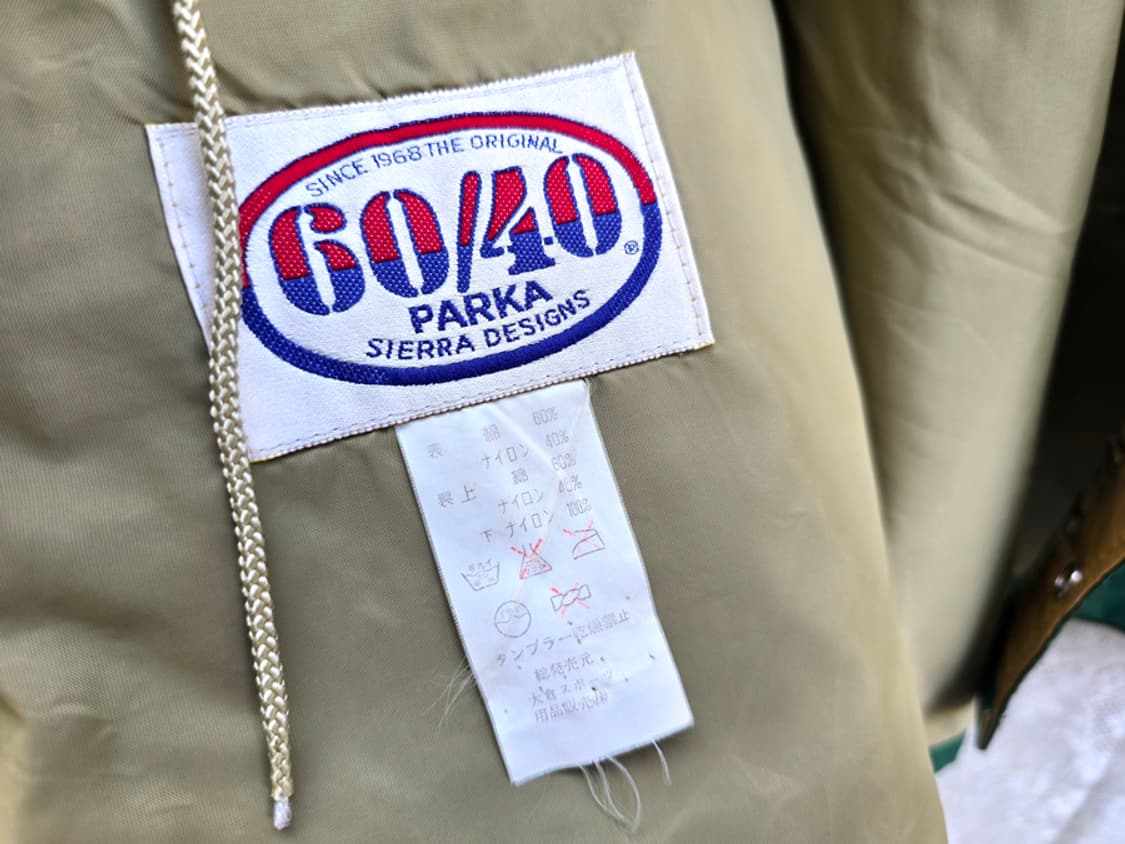 SINCE 1968 THE ORIGINAL
60/40
®
PARKA
SIERRA DESIGNS
表 綿 60%
ナイロン 40%
裏 上 綿 60%
ナイロン 40%
下 ナイロン 100%
タンブラー乾燥禁止
総発売元
大倉スポーツ
用品販売